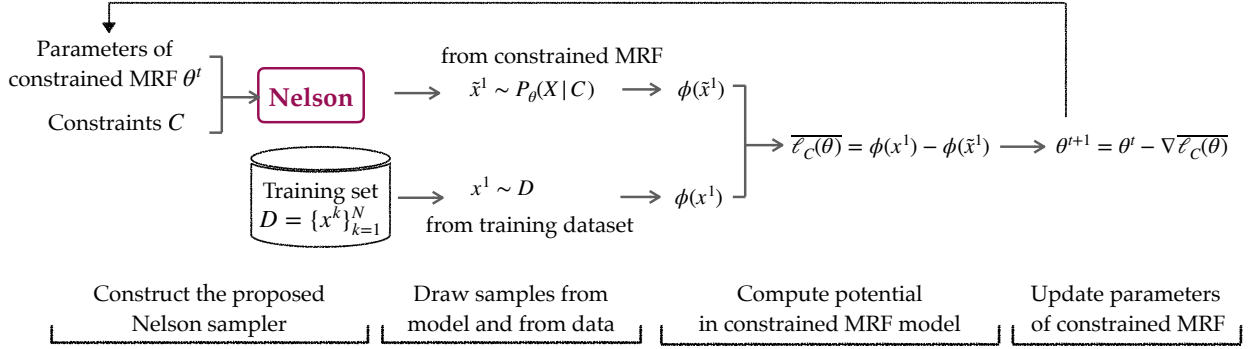 Parameters of
constrained MRF θ^t
Constraints C
Nelson
from constrained MRF
x̃^1 ∼ P_θ(X|C)
ϕ(x̃^1)
Training set
D = {x^k}_{k=1}^N
x^1 ∼ D
from training dataset
ϕ(x^1)
\overline{ℓ_C(θ)} = ϕ(x^1) − ϕ(x̃^1)
θ^{t+1} = θ^t − ∇\overline{ℓ_C(θ)}
Construct the proposed
Nelson sampler
Draw samples from
model and from data
Compute potential
in constrained MRF model
Update parameters
of constrained MRF